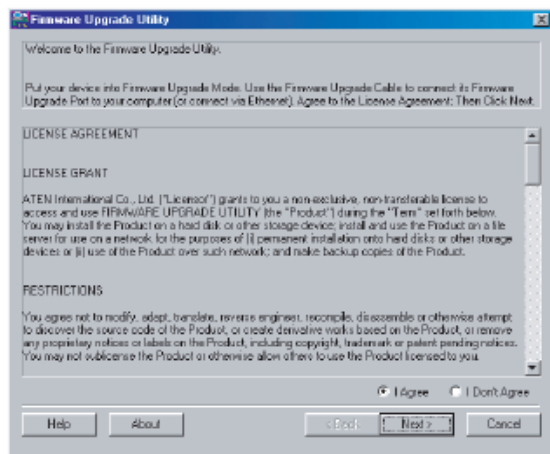 Firmware Upgrade Utility
Welcome to the Firmware Upgrade Utility.
Put your device into Firmware Upgrade Mode. Use the Firmware Upgrade Cable to connect its Firmware
Upgrade Port to your computer (or connect via Ethernet). Agree to the License Agreement; Then Click Next.
LICENSE AGREEMENT
LICENSE GRANT
ATEN International Co., Ltd. ("Licensor") grants to you a non-exclusive, non-transferable license to
access and use FIRMWARE UPGRADE UTILITY (the "Product") during the "Term" set forth below.
You may install the Product on a hard disk or other storage device; install and use the Product on a file
server for use on a network for the purposes of (i) permanent installation onto hard disks or other storage
devices or (ii) use of the Product over such network; and make backup copies of the Product.
RESTRICTIONS
You agree not to modify, adapt, translate, reverse engineer, recompile, disassemble or otherwise attempt
to discover the source code of the Product, or create derivative works based on the Product, or remove
any proprietary notices or labels on the Product, including copyright, trademark or patent pending notices.
You may not sublicense the Product or otherwise allow others to use the Product licensed to you.
I Agree I Don't Agree
Help About < Back Next > Cancel